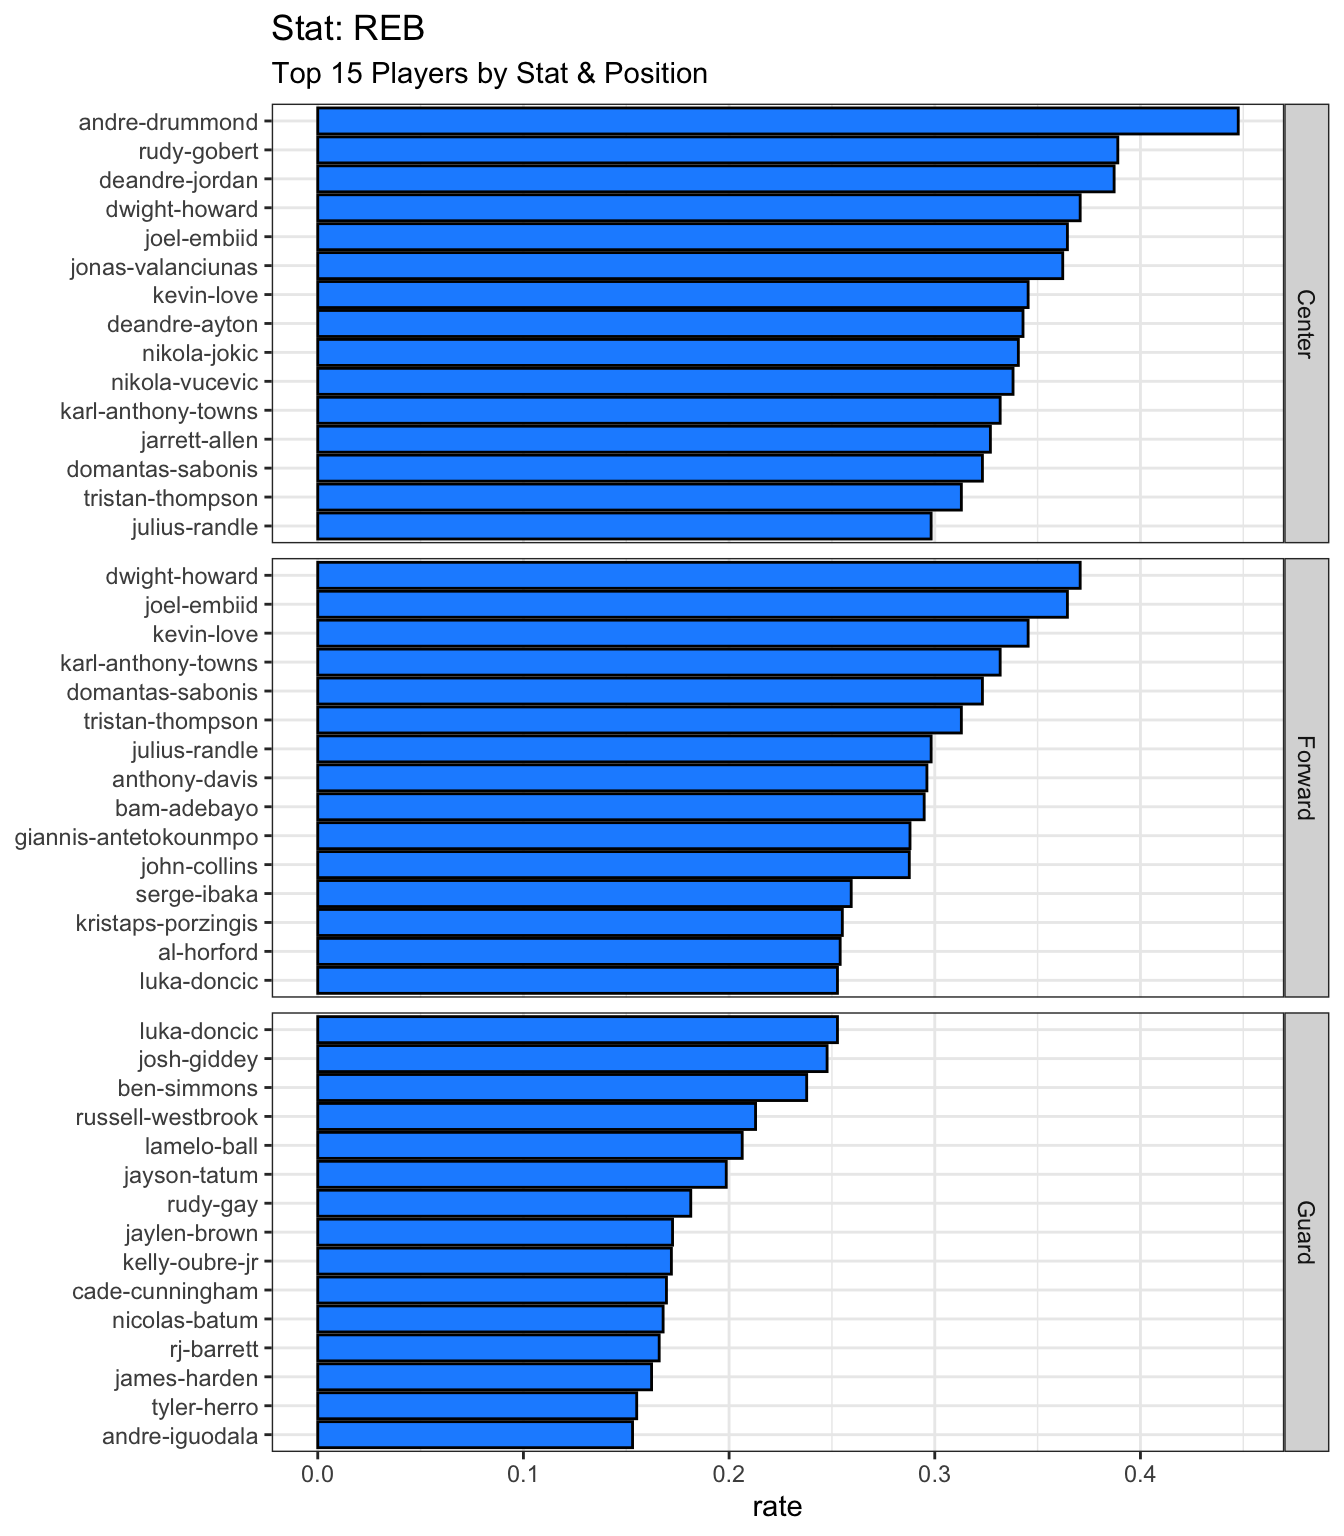 Stat: REB
Top 15 Players by Stat & Position
andre-drummond
rudy-gobert
deandre-jordan
dwight-howard
joel-embiid
jonas-valanciunas
kevin-love
deandre-ayton
nikola-jokic
nikola-vucevic
karl-anthony-towns
jarrett-allen
domantas-sabonis
tristan-thompson
julius-randle
Center
dwight-howard
joel-embiid
kevin-love
karl-anthony-towns
domantas-sabonis
tristan-thompson
julius-randle
anthony-davis
bam-adebayo
giannis-antetokounmpo
john-collins
serge-ibaka
kristaps-porzingis
al-horford
luka-doncic
Forward
luka-doncic
josh-giddey
ben-simmons
russell-westbrook
lamelo-ball
jayson-tatum
rudy-gay
jaylen-brown
kelly-oubre-jr
cade-cunningham
nicolas-batum
rj-barrett
james-harden
tyler-herro
andre-iguodala
Guard
0.0 0.1 0.2 0.3 0.4
rate